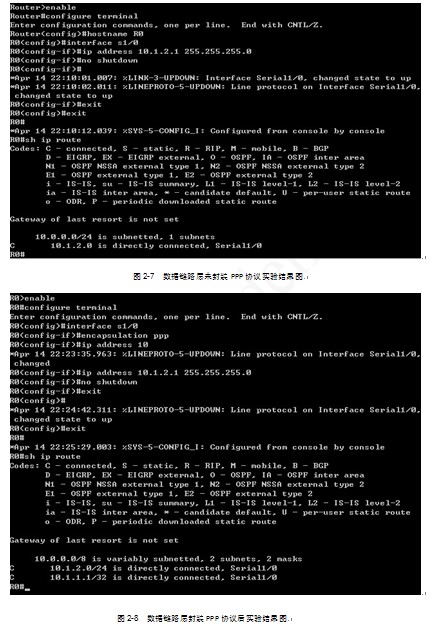 Router>enable
Router#configure terminal
Enter configuration commands, one per line.  End with CNTL/Z.
Router(config)#hostname R0
R0(config)#interface s1/0
R0(config-if)#ip address 10.1.2.1 255.255.255.0
R0(config-if)#no shutdown
R0(config-if)#
*Apr 14 22:10:01.007: %LINK-3-UPDOWN: Interface Serial1/0, changed state to up
*Apr 14 22:10:02.011: %LINEPROTO-5-UPDOWN: Line protocol on Interface Serial1/0,
 changed state to up
R0(config-if)#exit
R0(config)#exit
R0#
*Apr 14 22:10:12.039: %SYS-5-CONFIG_I: Configured from console by console
R0#sh ip route
Codes: C - connected, S - static, R - RIP, M - mobile, B - BGP
       D - EIGRP, EX - EIGRP external, O - OSPF, IA - OSPF inter area
       N1 - OSPF NSSA external type 1, N2 - OSPF NSSA external type 2
       E1 - OSPF external type 1, E2 - OSPF external type 2
       i - IS-IS, su - IS-IS summary, L1 - IS-IS level-1, L2 - IS-IS level-2
       ia - IS-IS inter area, * - candidate default, U - per-user static route
       o - ODR, P - periodic downloaded static route
Gateway of last resort is not set
     10.0.0.0/24 is subnetted, 1 subnets
C       10.1.2.0 is directly connected, Serial1/0
R0#
图 2-7 数据链路层未封装 PPP 协议实验结果图
R0>enable
R0#configure terminal
Enter configuration commands, one per line.  End with CNTL/Z.
R0(config)#interface s1/0
R0(config-if)#encapsulation ppp
R0(config-if)#ip address 10
*Apr 14 22:23:35.963: %LINEPROTO-5-UPDOWN: Line protocol on Interface Serial1/0,
 changed
R0(config-if)#ip address 10.1.2.1 255.255.255.0
R0(config-if)#no shutdown
R0(config-if)#exit
R0(config)#
*Apr 14 22:24:42.311: %LINEPROTO-5-UPDOWN: Line protocol on Interface Serial1/0,
 changed state to up
R0(config)#exit
R0#
*Apr 14 22:25:29.003: %SYS-5-CONFIG_I: Configured from console by console
R0#sh ip route
Codes: C - connected, S - static, R - RIP, M - mobile, B - BGP
       D - EIGRP, EX - EIGRP external, O - OSPF, IA - OSPF inter area
       N1 - OSPF NSSA external type 1, N2 - OSPF NSSA external type 2
       E1 - OSPF external type 1, E2 - OSPF external type 2
       i - IS-IS, su - IS-IS summary, L1 - IS-IS level-1, L2 - IS-IS level-2
       ia - IS-IS inter area, * - candidate default, U - per-user static route
       o - ODR, P - periodic downloaded static route
Gateway of last resort is not set
     10.0.0.0/8 is variably subnetted, 2 subnets, 2 masks
C       10.1.2.0/24 is directly connected, Serial1/0
C       10.1.1.1/32 is directly connected, Serial1/0
R0#_
图 2-8 数据链路层封装 PPP 协议后实验结果图